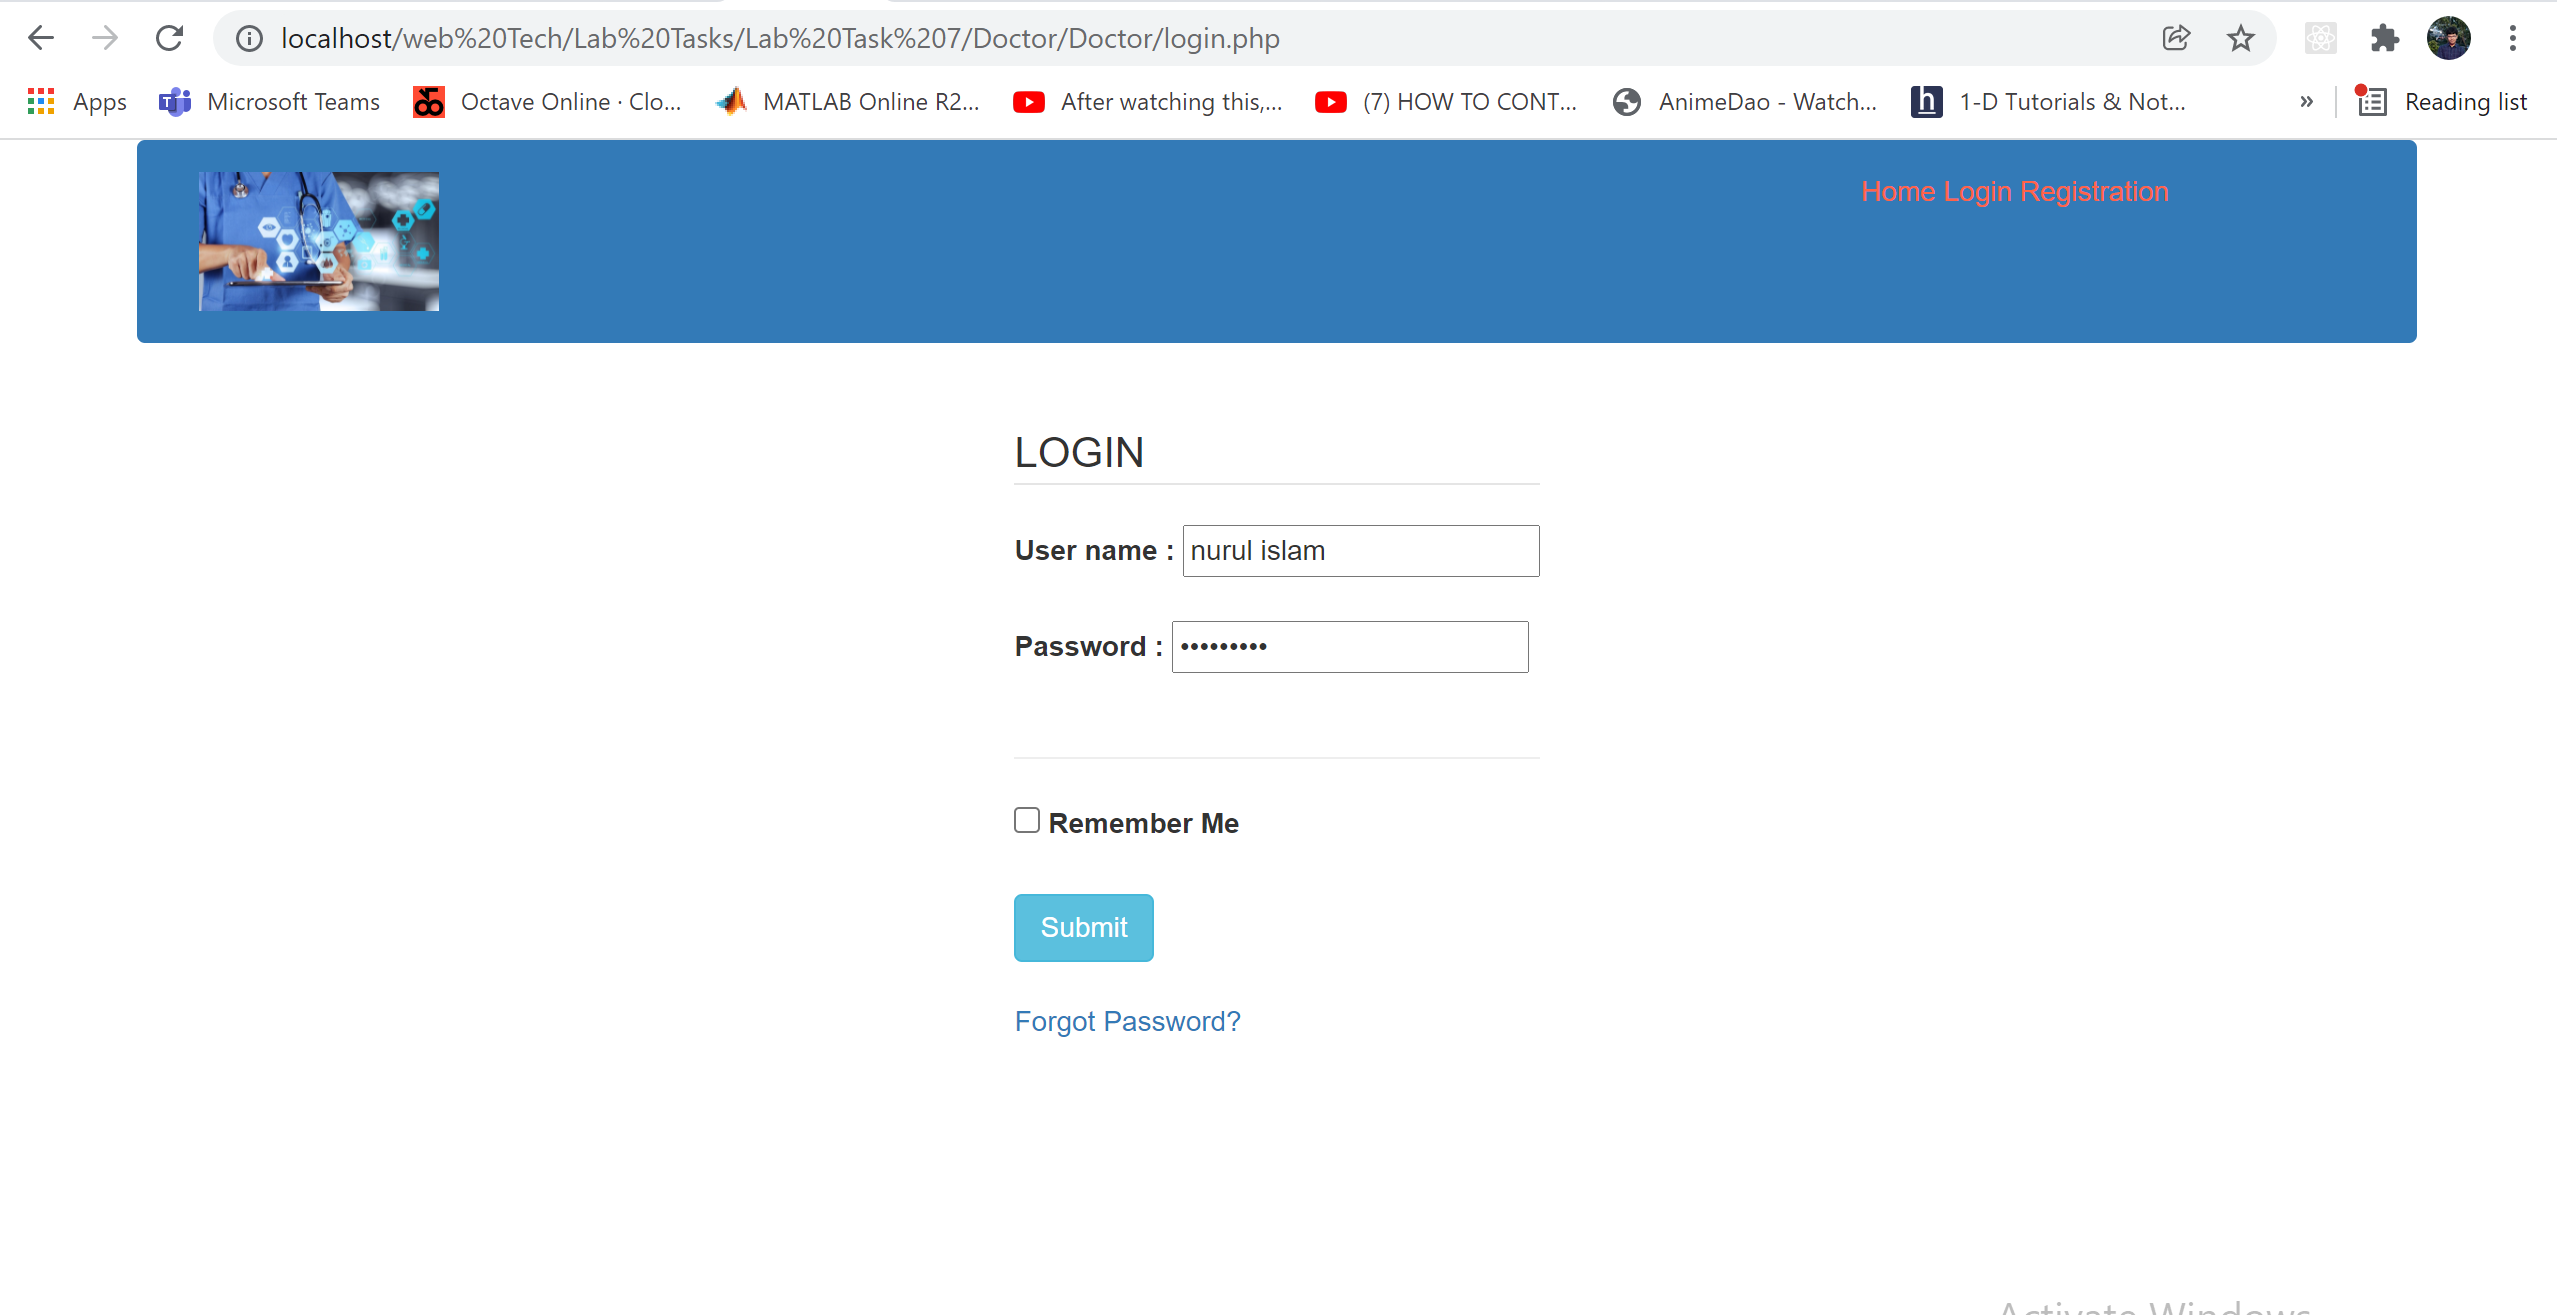 localhost/web%20Tech/Lab%20Tasks/Lab%20Task%207/Doctor/Doctor/login.php
Apps Microsoft Teams Octave Online · Clo... MATLAB Online R2... After watching this,... (7) HOW TO CONT... AnimeDao - Watch... h 1-D Tutorials & Not... » Reading list
Home Login Registration
LOGIN
User name : nurul islam
Password : •••••••••
Remember Me
Submit
Forgot Password?
Activate Windows